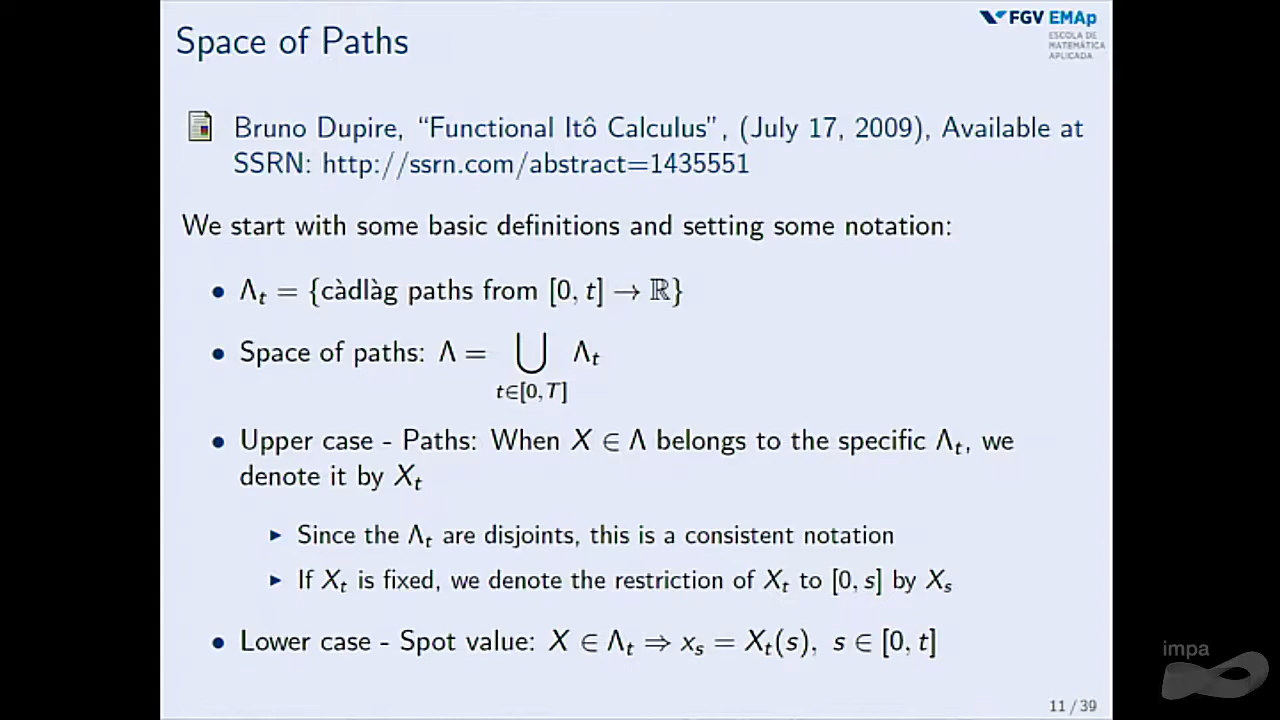 Space of Paths
FGV EMAp
ESCOLA DE
MATEMÁTICA
APLICADA
Bruno Dupire, “Functional Itô Calculus”, (July 17, 2009), Available at
SSRN: http://ssrn.com/abstract=1435551
We start with some basic definitions and setting some notation:
• Λ_t = {càdlàg paths from [0, t] → ℝ}
• Space of paths: Λ = ⋃ Λ_t
t∈[0,T]
• Upper case - Paths: When X ∈ Λ belongs to the specific Λ_t, we
denote it by X_t
► Since the Λ_t are disjoints, this is a consistent notation
► If X_t is fixed, we denote the restriction of X_t to [0, s] by X_s
• Lower case - Spot value: X ∈ Λ_t ⇒ x_s = X_t(s), s ∈ [0, t]
impa
11 / 39